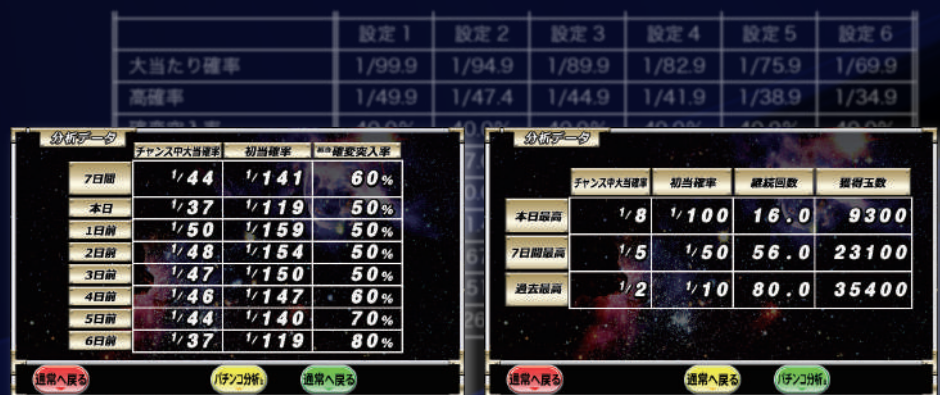 設定1 設定2 設定3 設定4 設定5 設定6
大当たり確率 1/99.9 1/94.9 1/89.9 1/82.9 1/75.9 1/69.9
高確率 1/49.9 1/47.4 1/44.9 1/41.9 1/38.9 1/34.9
分析データ
チャンス中大当確率 初当確率 確変突入率
7日間 1/44 1/141 60%
本日 1/37 1/119 50%
1日前 1/50 1/159 50%
2日前 1/48 1/154 50%
3日前 1/47 1/150 50%
4日前 1/46 1/147 60%
5日前 1/44 1/140 70%
6日前 1/37 1/119 80%
通常へ戻る パチンコ分析 通常へ戻る
分析データ
チャンス中大当確率 初当確率 継続回数 獲得玉数
本日最高 1/8 1/100 16.0 9300
7日間最高 1/5 1/50 56.0 23100
過去最高 1/2 1/10 80.0 35400
通常へ戻る 通常へ戻る パチンコ分析